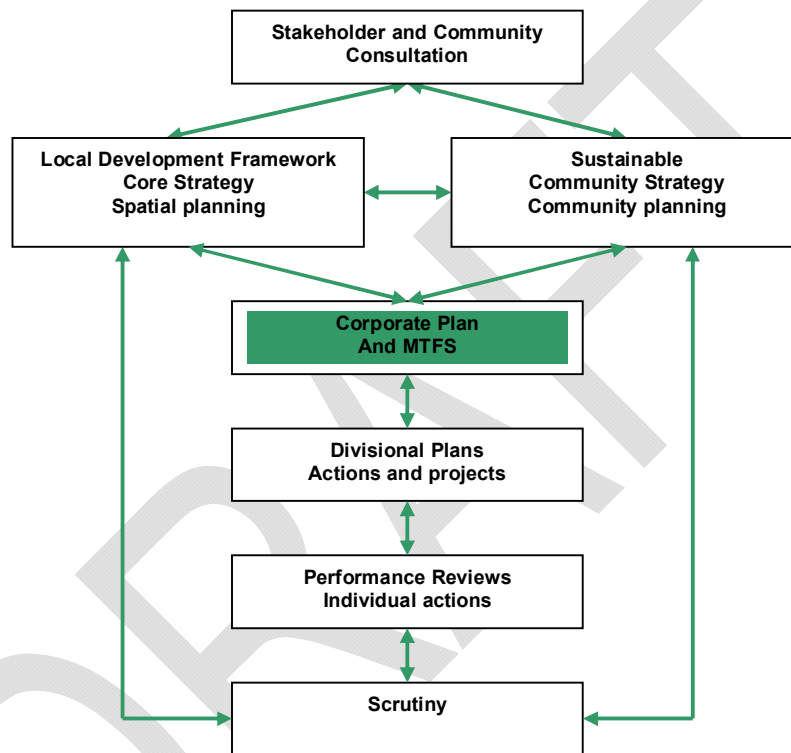 Stakeholder and Community
Consultation
Local Development Framework
Core Strategy
Spatial planning
Sustainable
Community Strategy
Community planning
Corporate Plan
And MTFS
Divisional Plans
Actions and projects
Performance Reviews
Individual actions
Scrutiny
DRAFT